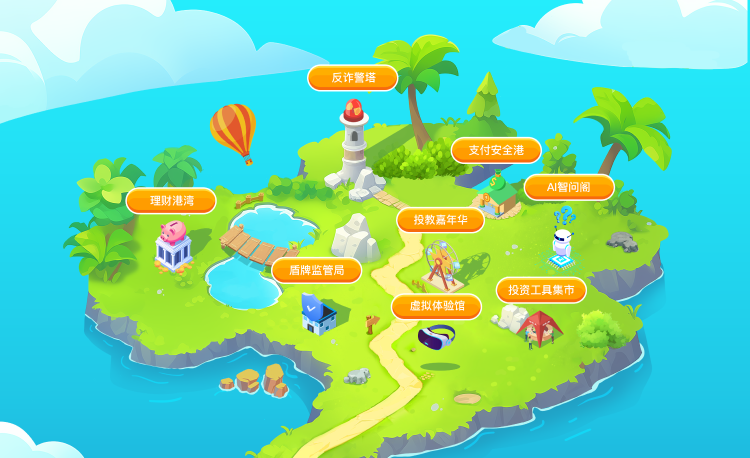 反诈警塔
支付安全港
AI智问阁
理财港湾
投教嘉年华
盾牌监管局
投资工具集市
虚拟体验馆